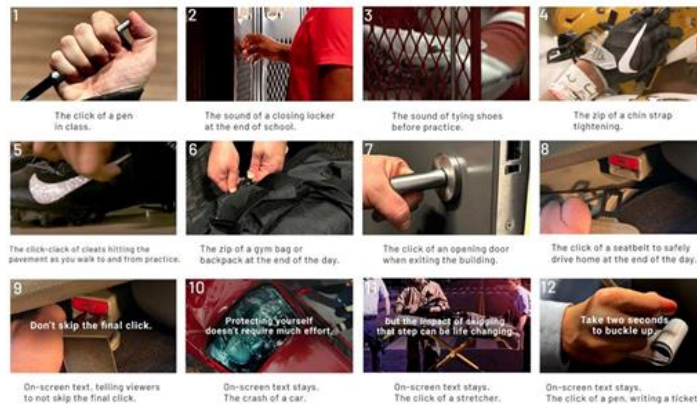 1
The click of a pen
in class.
2
The sound of a closing locker
at the end of school.
3
The sound of tying shoes
before practice.
4
The zip of a chin strap
tightening.
5
The click-clack of cleats hitting the
pavement as you walk to and from practice.
6
The zip of a gym bag or
backpack at the end of the day.
7
The click of an opening door
when exiting the building.
8
The click of a seatbelt to safely
drive home at the end of the day.
9
Don't skip the final click.
On-screen text, telling viewers
to not skip the final click.
10
Protecting yourself
doesn't require much effort,
On-screen text stays.
The crash of a car.
11
but the impact of skipping
that step can be life changing.
On-screen text stays.
The click of a stretcher.
12
Take two seconds
to buckle up.
On-screen text stays.
The click of a pen, writing a ticket